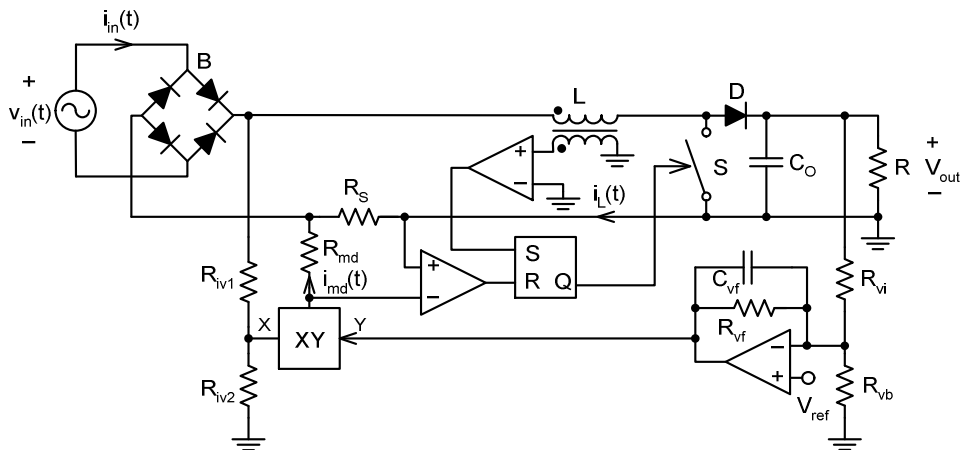 i_in(t)
B
+
v_in(t)
−
L
D
+
−
S
C_O
R
+
V_out
−
R_S
i_L(t)
R_md
i_md(t)
+
−
S
R Q
C_vf
R_vf
R_vi
R_iv1
X
XY
Y
−
+
V_ref
R_vb
R_iv2